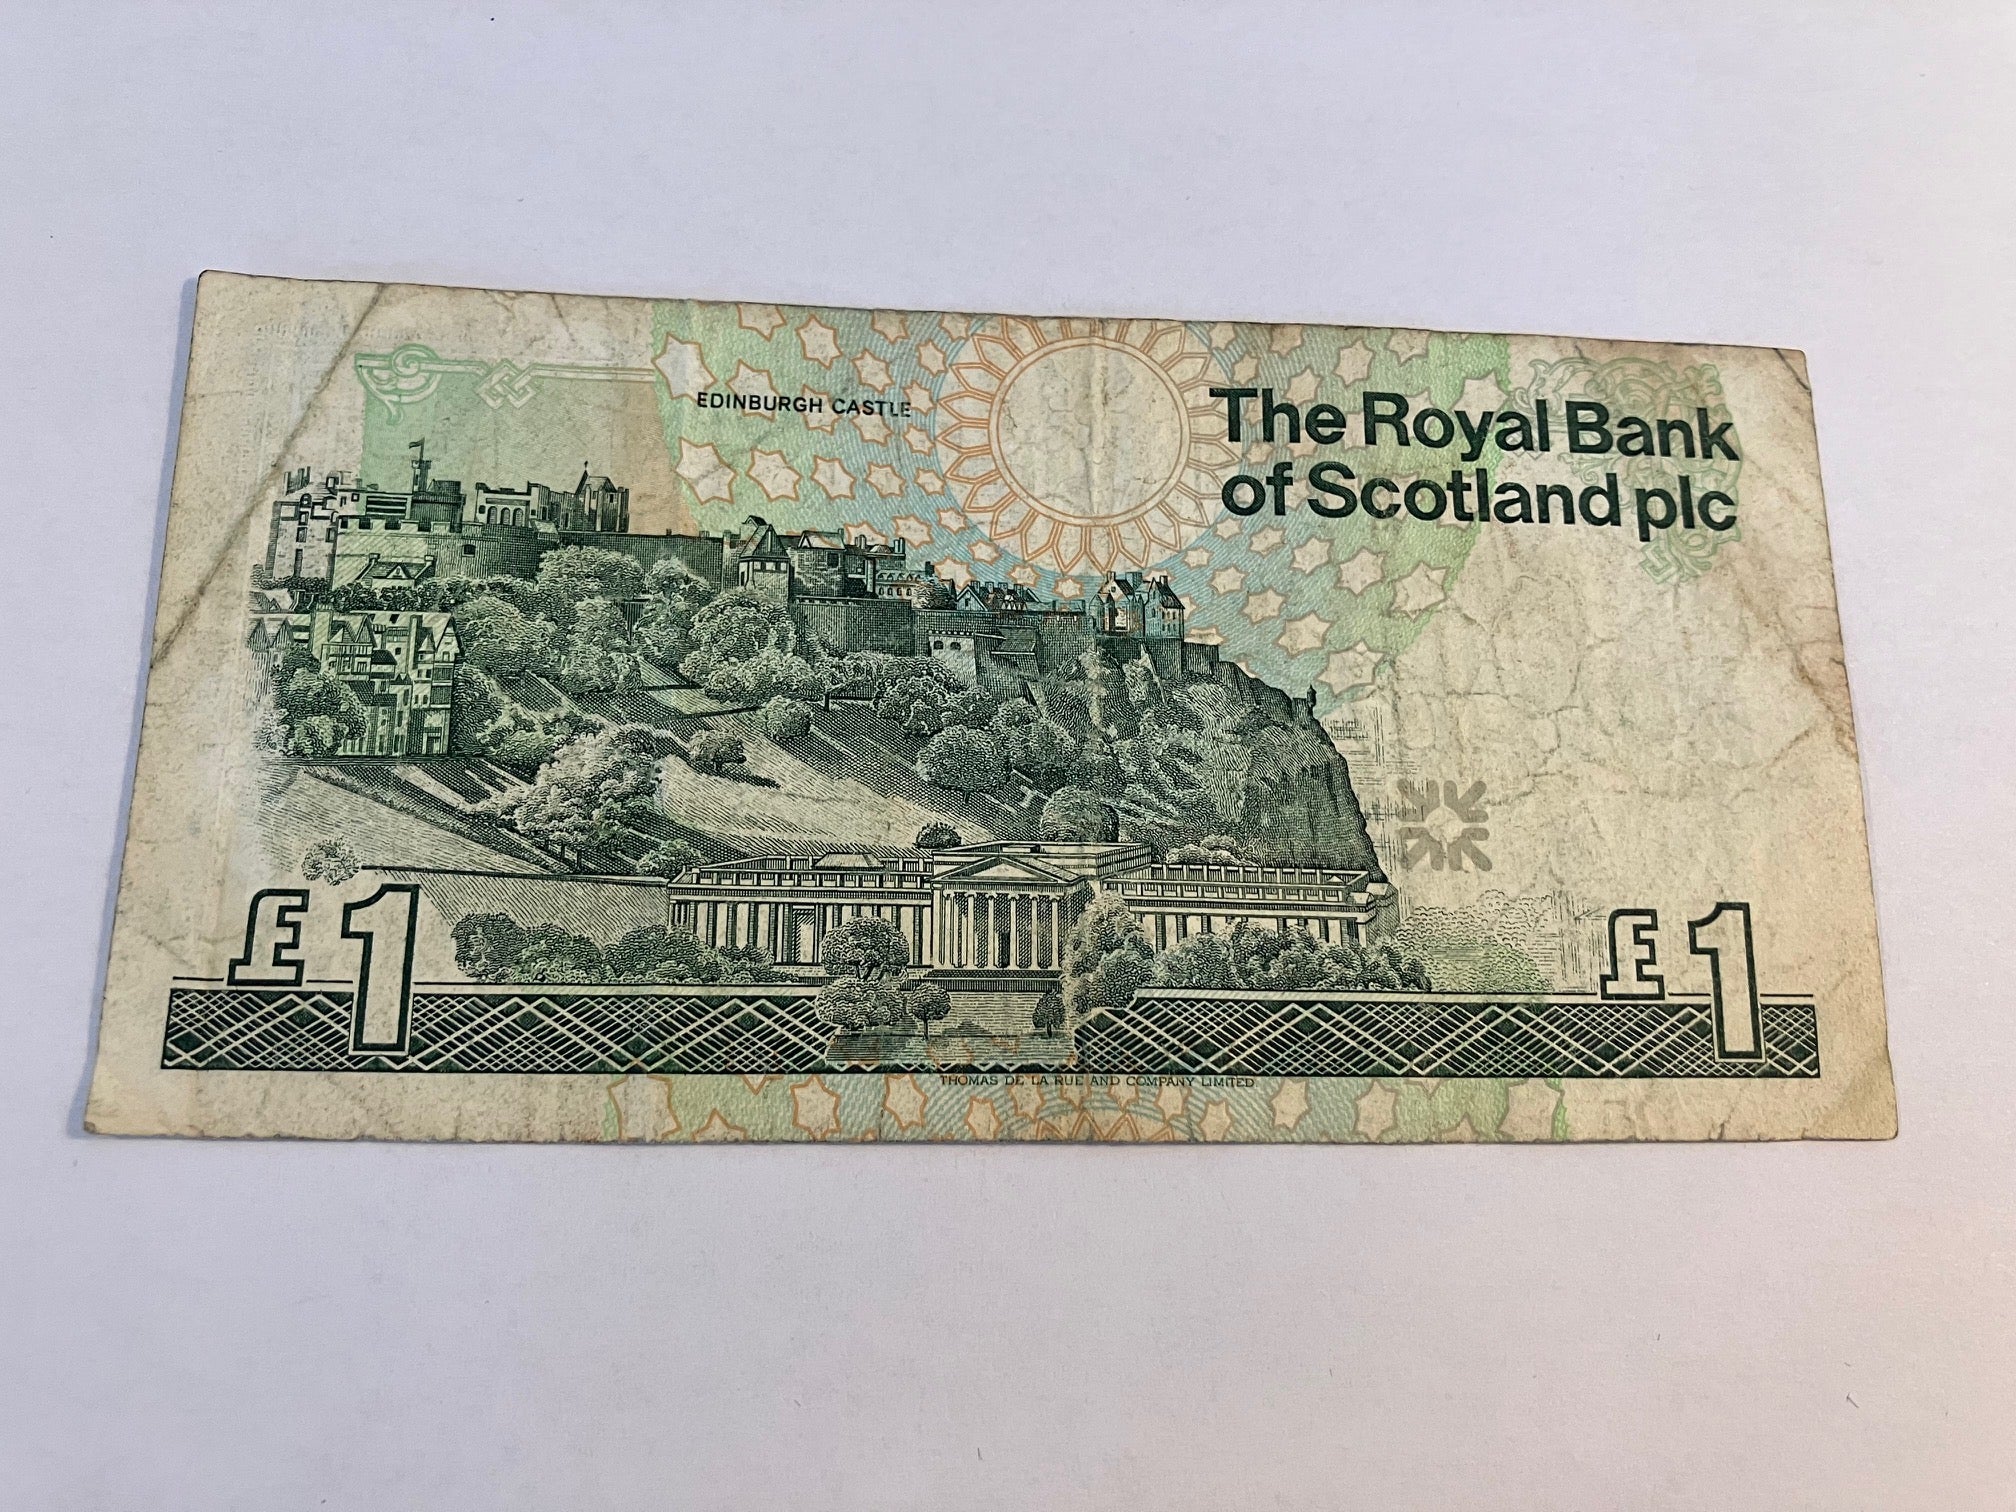 EDINBURGH CASTLE
The Royal Bank
of Scotland plc
£1
£1
THOMAS DE LA RUE AND COMPANY LIMITED